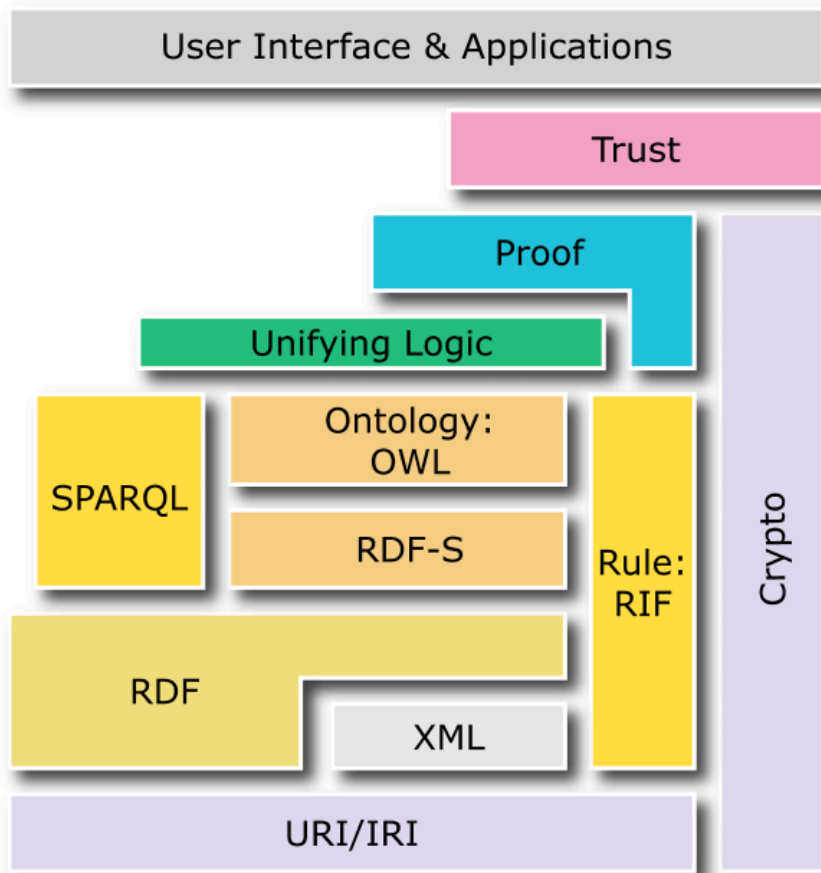 User Interface & Applications
Trust
Proof
Unifying Logic
Ontology:
OWL
SPARQL
RDF-S
Rule:
RIF
Crypto
RDF
XML
URI/IRI